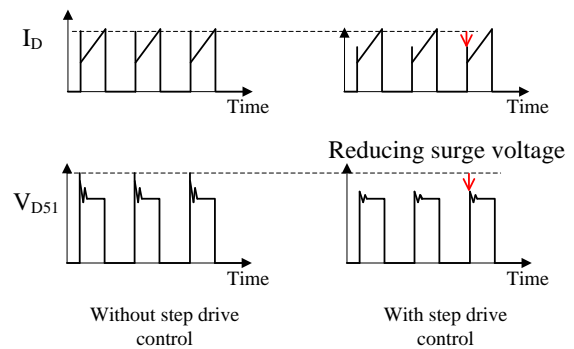 I_D
Time
Time
Reducing surge voltage
V_D51
Time
Time
Without step drive
control
With step drive
control